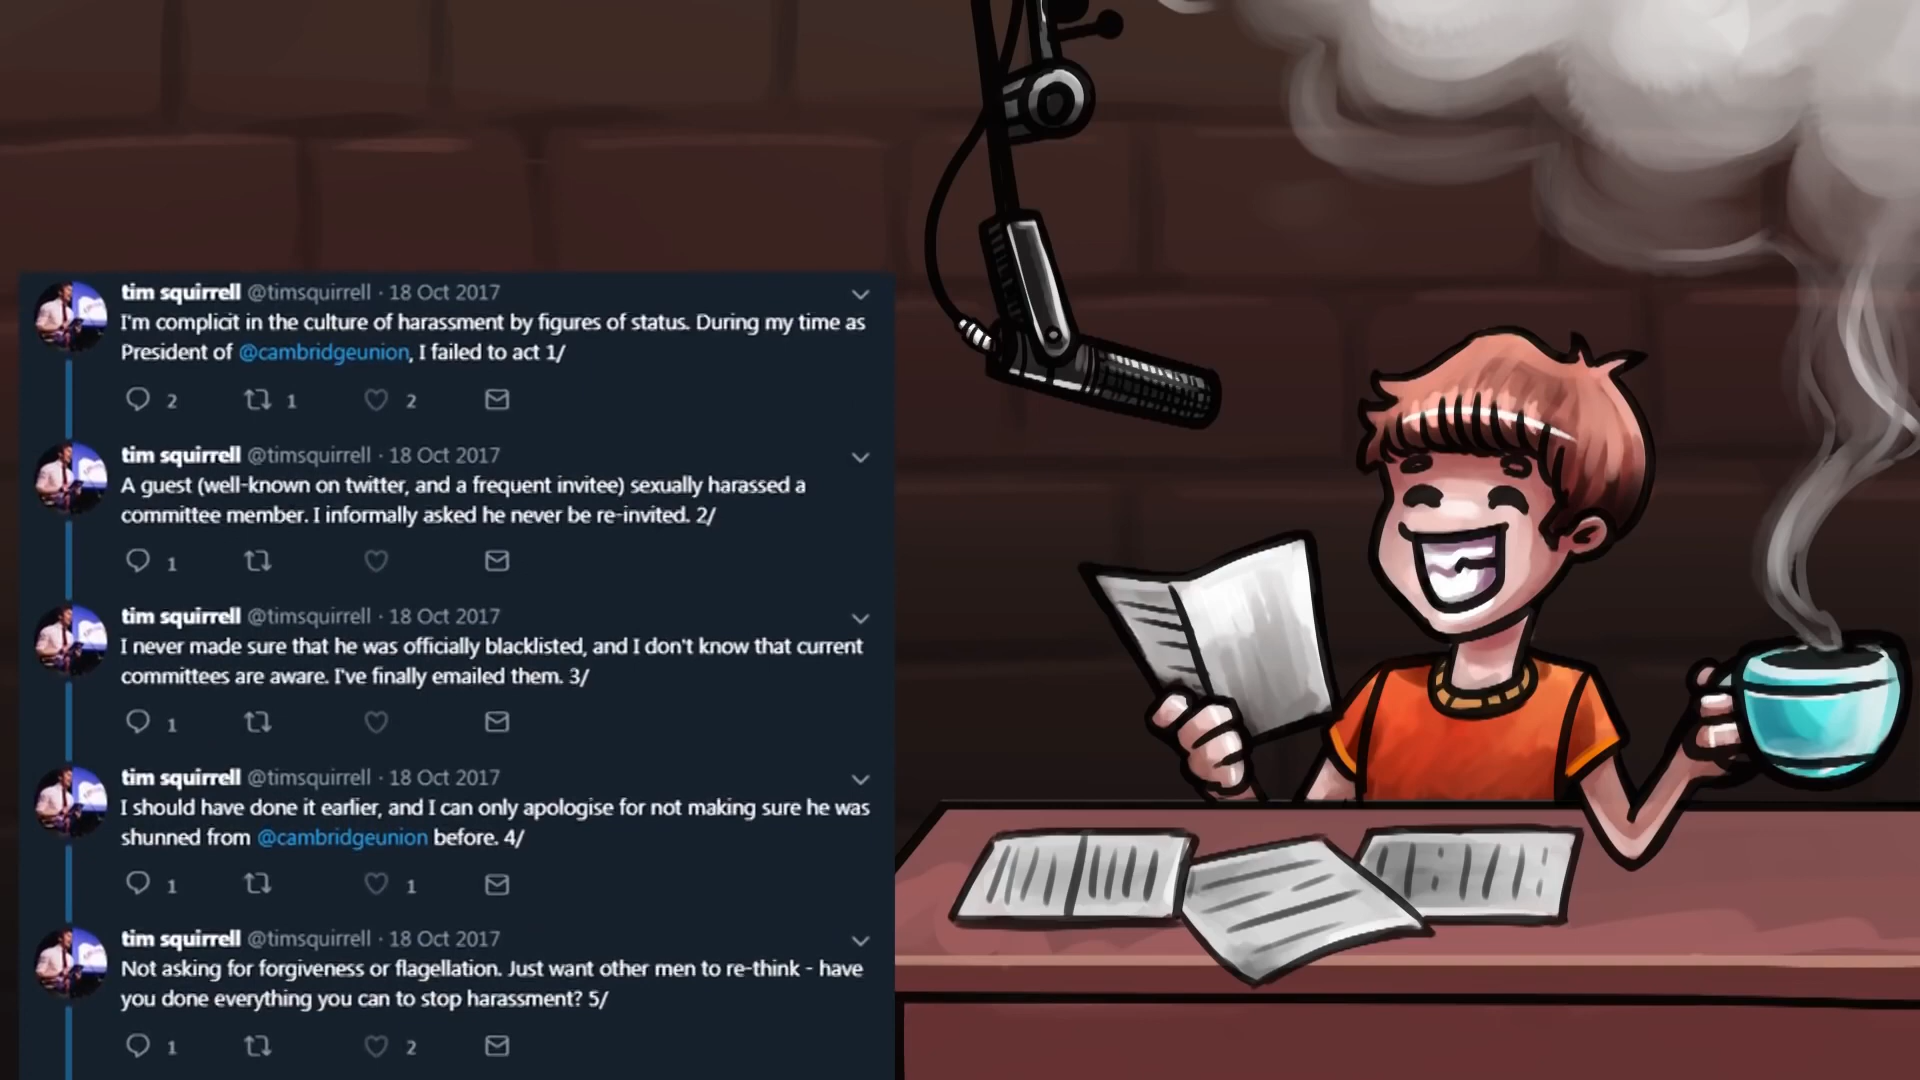 tim squirrell @timsquirrell · 18 Oct 2017
I'm complicit in the culture of harassment by figures of status. During my time as
President of @cambridgeunion, I failed to act 1/
2 1 2
tim squirrell @timsquirrell · 18 Oct 2017
A guest (well-known on twitter, and a frequent invitee) sexually harassed a
committee member. I informally asked he never be re-invited. 2/
1
tim squirrell @timsquirrell · 18 Oct 2017
I never made sure that he was officially blacklisted, and I don't know that current
committees are aware. I've finally emailed them. 3/
1
tim squirrell @timsquirrell · 18 Oct 2017
I should have done it earlier, and I can only apologise for not making sure he was
shunned from @cambridgeunion before. 4/
1 1
tim squirrell @timsquirrell · 18 Oct 2017
Not asking for forgiveness or flagellation. Just want other men to re-think - have
you done everything you can to stop harassment? 5/
1 2